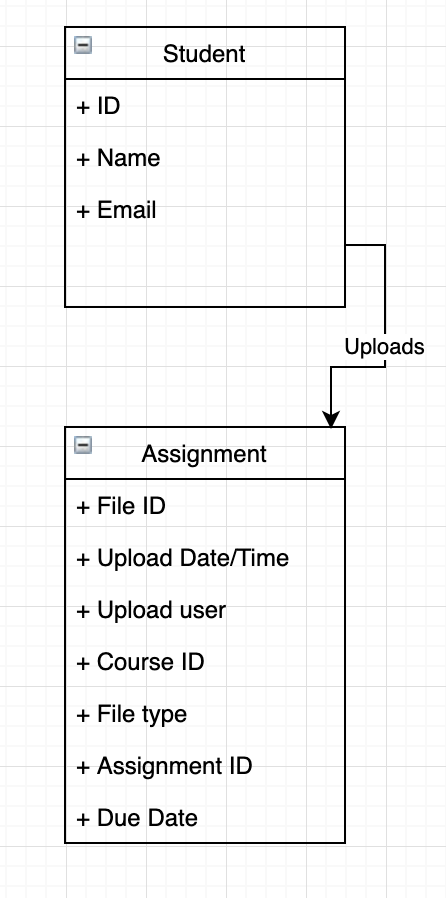 Student
+ ID
+ Name
+ Email
Uploads
Assignment
+ File ID
+ Upload Date/Time
+ Upload user
+ Course ID
+ File type
+ Assignment ID
+ Due Date